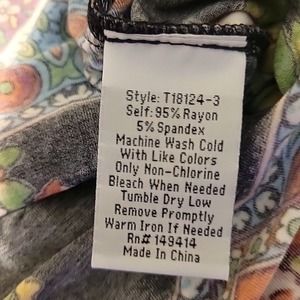 Style: T18124-3
Self: 95% Rayon
5% Spandex
Machine Wash Cold
With Like Colors
Only Non-Chlorine
Bleach When Needed
Tumble Dry Low
Remove Promptly
Warm Iron If Needed
Rn# 149414
Made In China